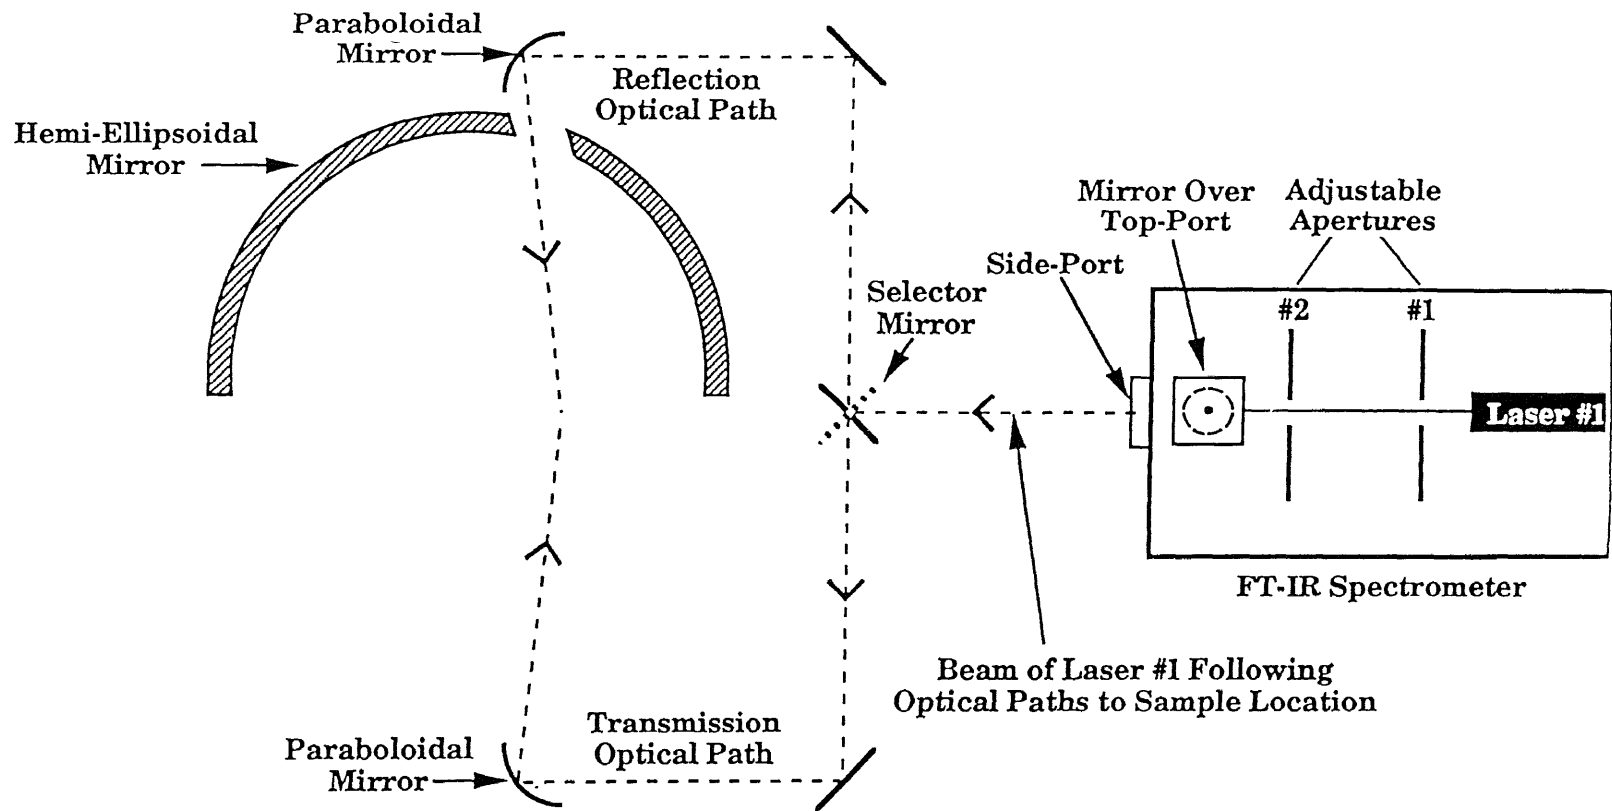 Paraboloidal
Mirror
Reflection
Optical Path
Hemi-Ellipsoidal
Mirror
Mirror Over
Top-Port
Adjustable
Apertures
Side-Port
Selector
Mirror
#2
#1
Laser #1
FT-IR Spectrometer
Beam of Laser #1 Following
Optical Paths to Sample Location
Transmission
Optical Path
Paraboloidal
Mirror